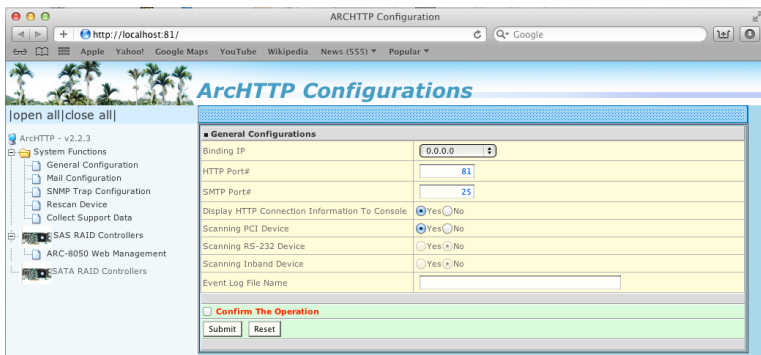 ARCHTTP Configuration
http://localhost:81/
Google
Apple Yahoo! Google Maps YouTube Wikipedia News (555) Popular
ArcHTTP Configurations
|open all|close all|
ArcHTTP - v2.2.3
System Functions
General Configuration
Mail Configuration
SNMP Trap Configuration
Rescan Device
Collect Support Data
SAS RAID Controllers
ARC-8050 Web Management
SATA RAID Controllers
General Configurations
Binding IP 0.0.0.0
HTTP Port# 81
SMTP Port# 25
Display HTTP Connection Information To Console Yes No
Scanning PCI Device Yes No
Scanning RS-232 Device Yes No
Scanning Inband Device Yes No
Event Log File Name
Confirm The Operation
Submit Reset